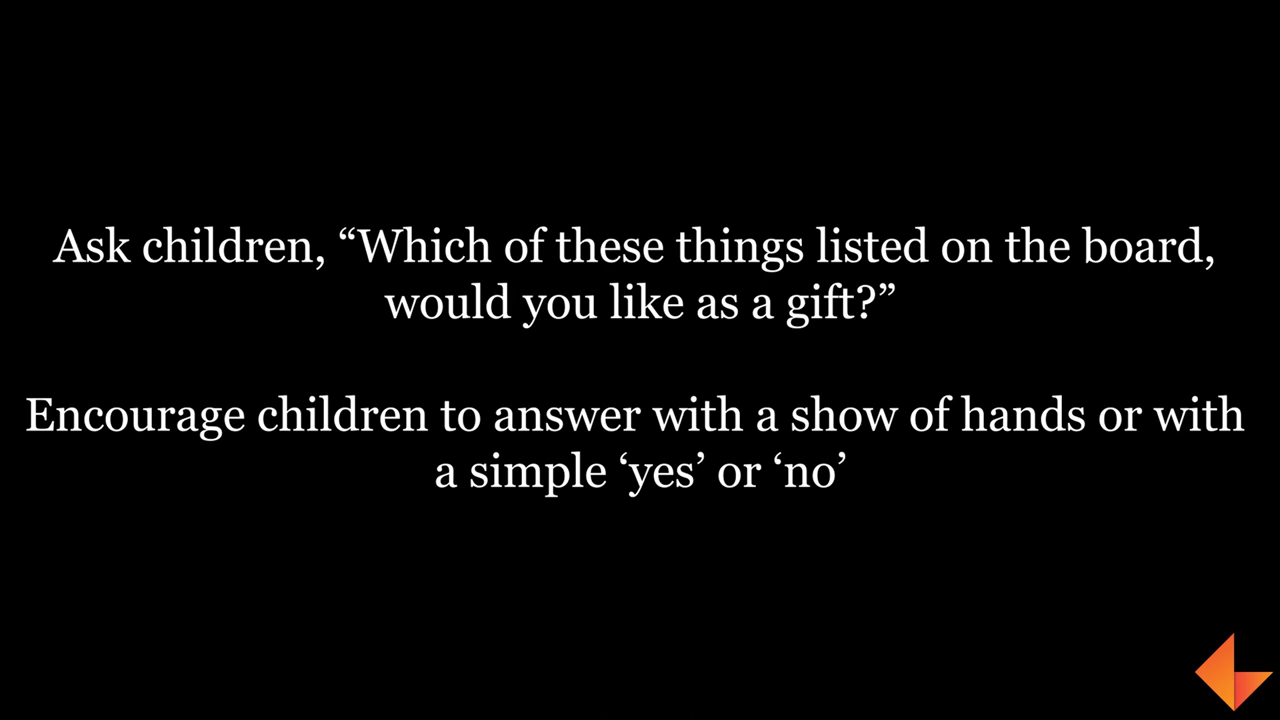 Ask children, “Which of these things listed on the board,
would you like as a gift?”
Encourage children to answer with a show of hands or with
a simple ‘yes’ or ‘no’